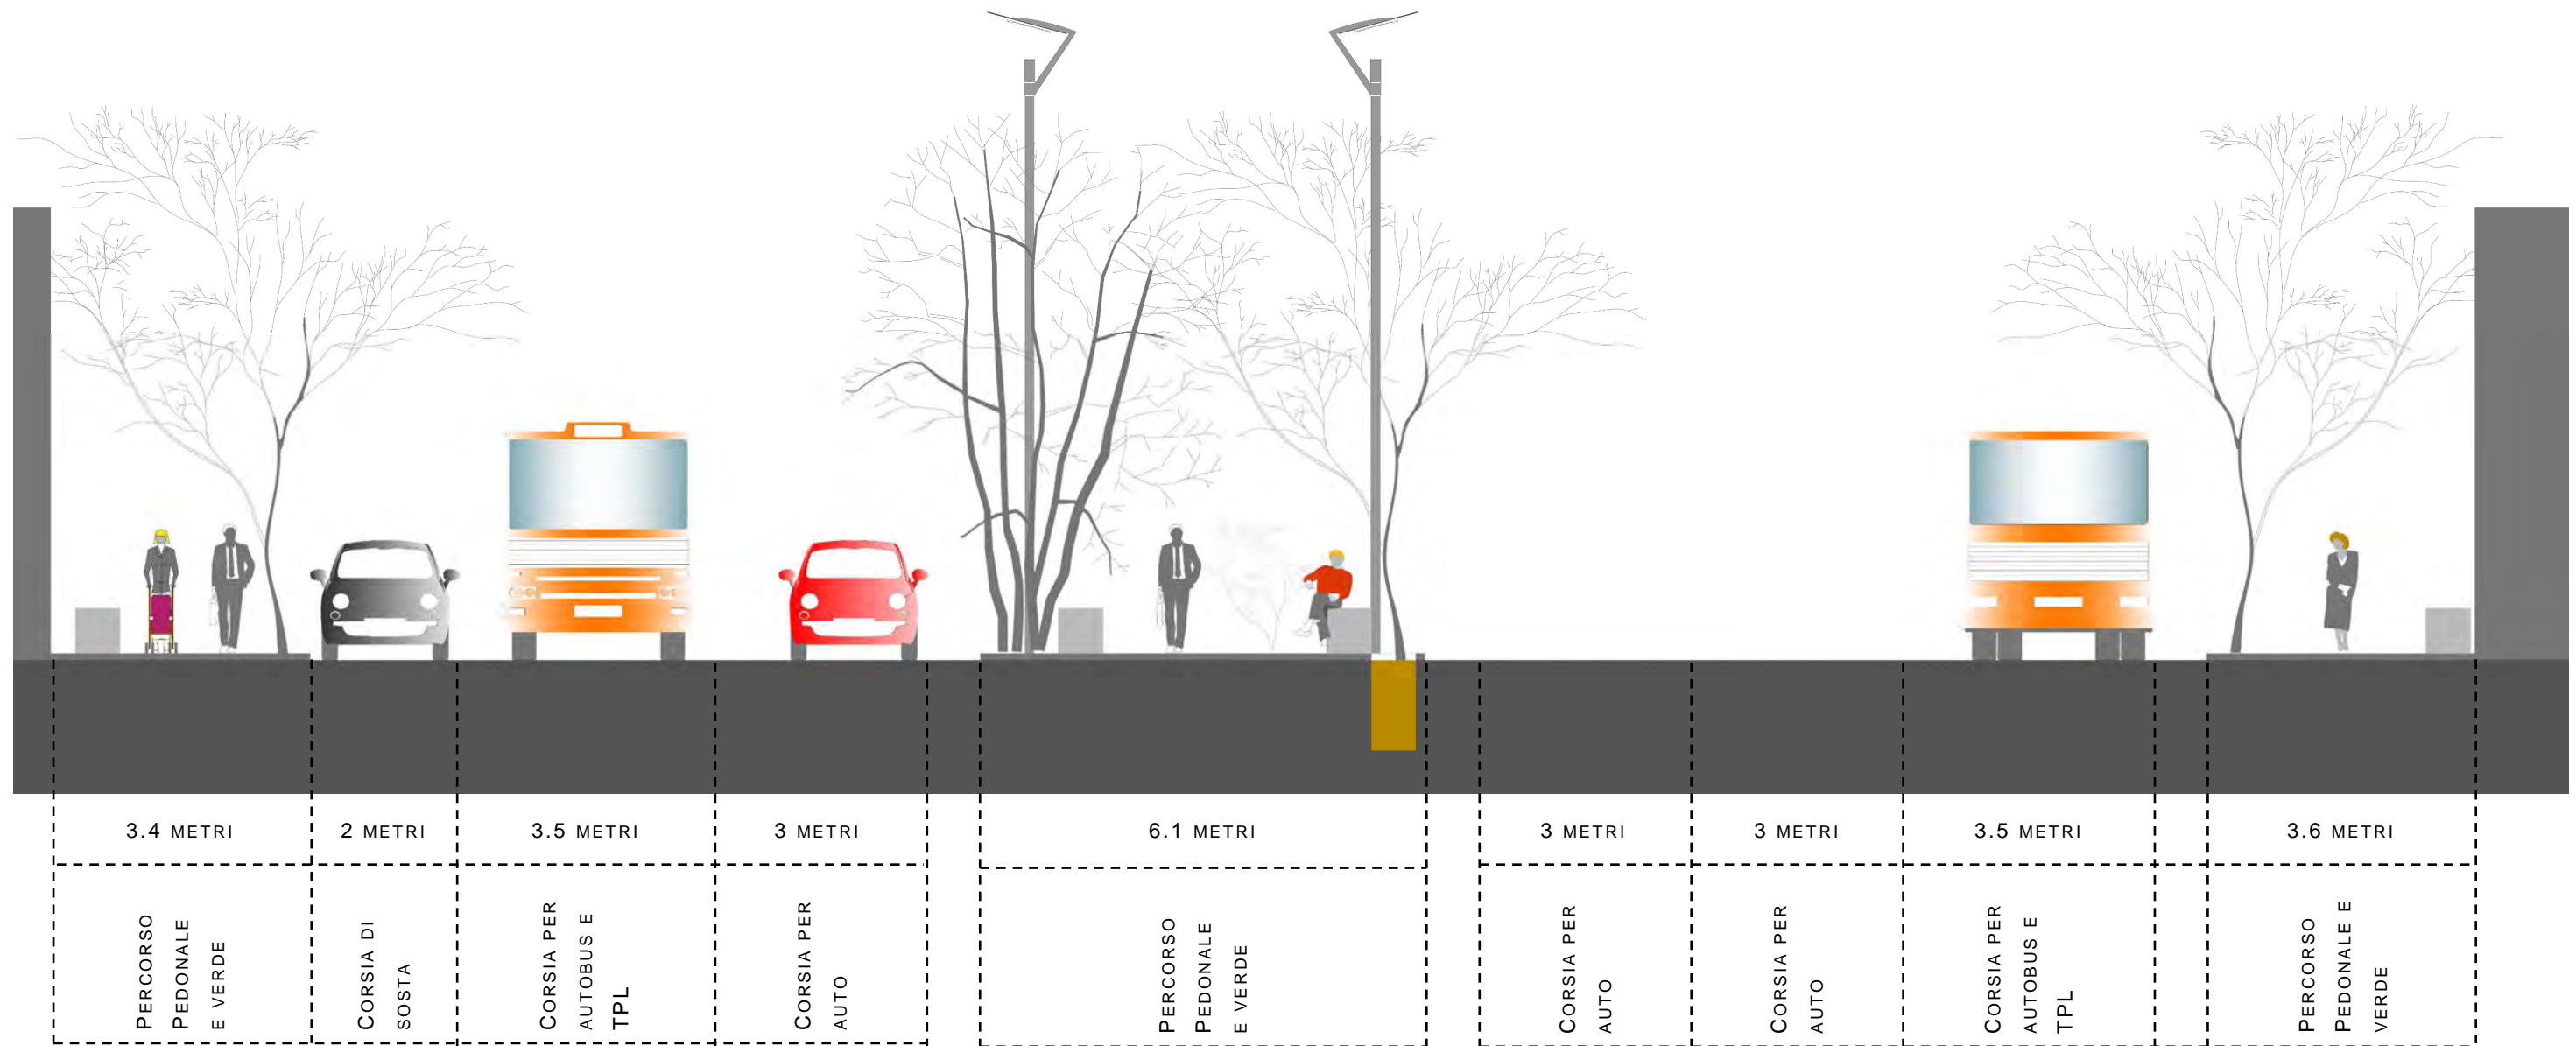 3.4 METRI
2 METRI
3.5 METRI
3 METRI
6.1 METRI
3 METRI
3 METRI
3.5 METRI
3.6 METRI
PERCORSO
PEDONALE
E VERDE
CORSIA DI
SOSTA
CORSIA PER
AUTOBUS E
TPL
CORSIA PER
AUTO
PERCORSO
PEDONALE
E VERDE
CORSIA PER
AUTO
CORSIA PER
AUTO
CORSIA PER
AUTOBUS E
TPL
PERCORSO
PEDONALE E
VERDE